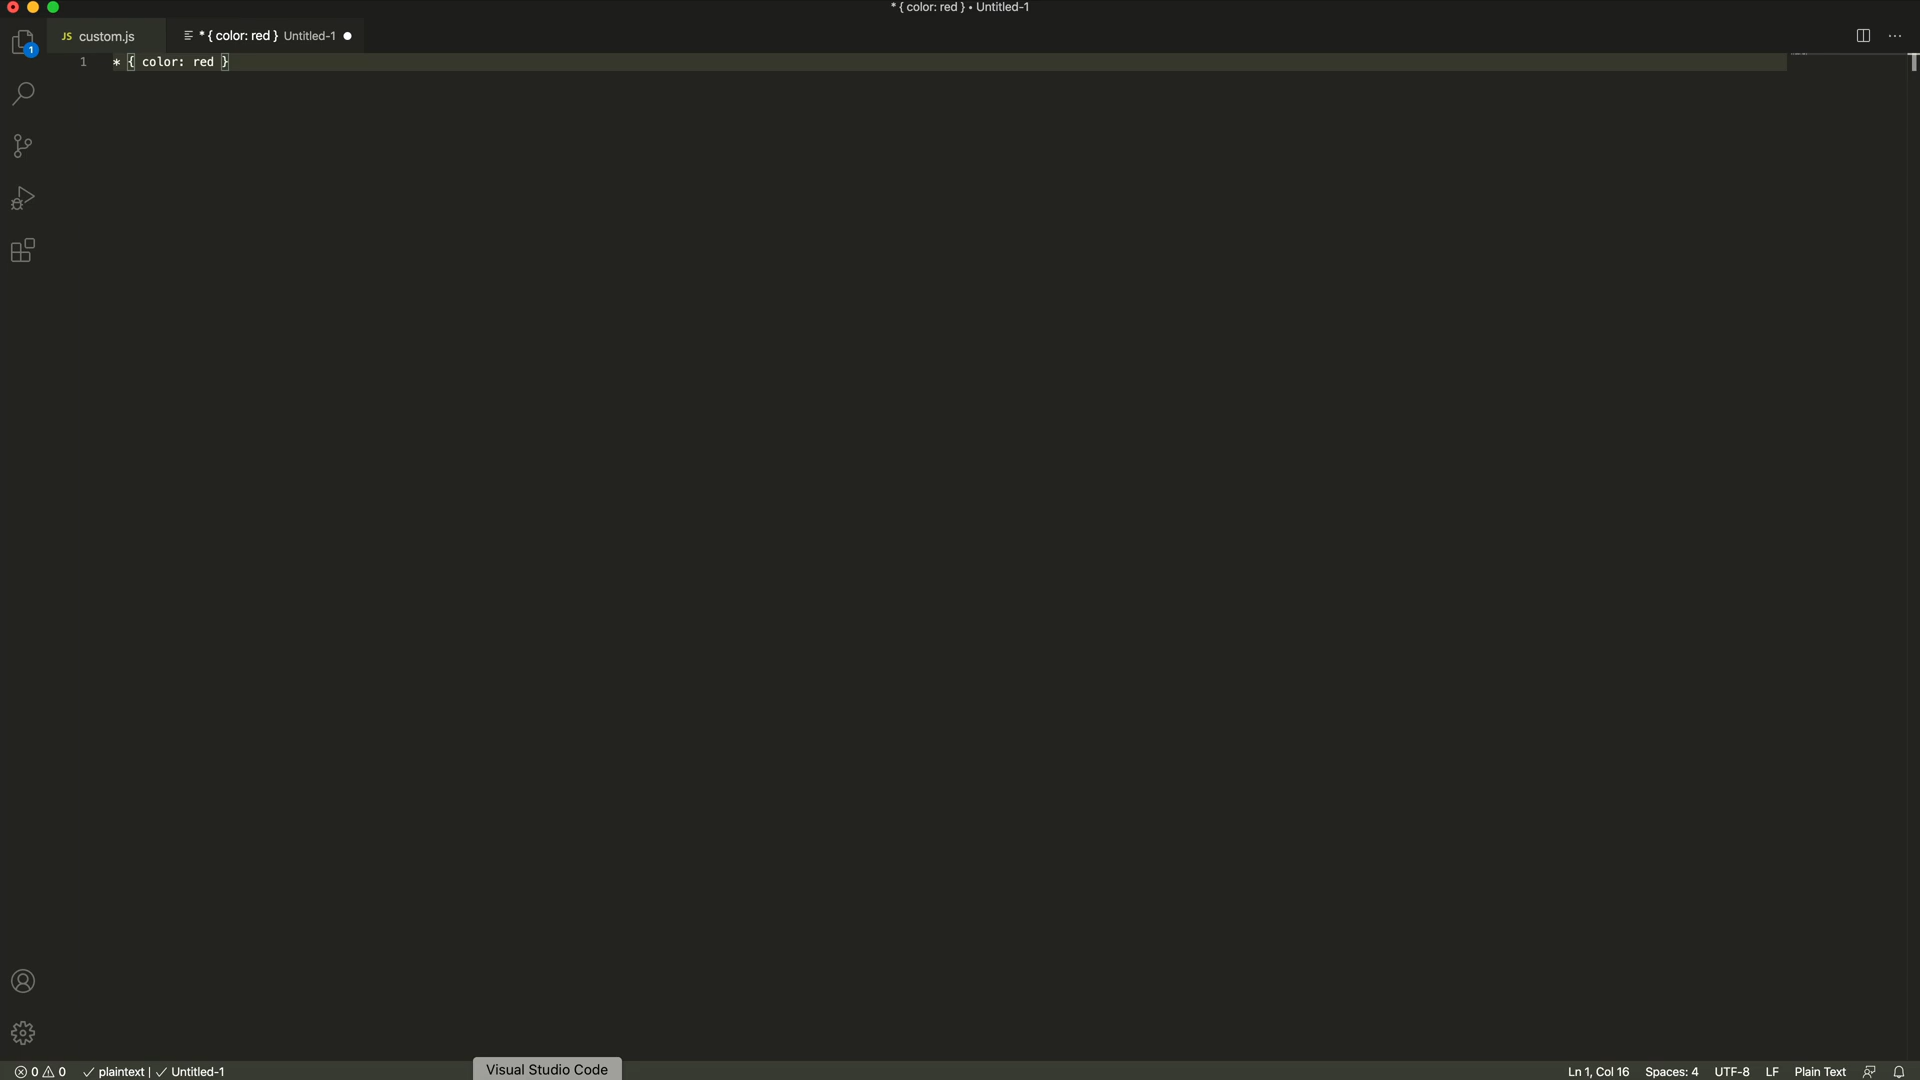 * { color: red } • Untitled-1
JS custom.js
* { color: red } Untitled-1
1
1 * { color: red }
0 0 plaintext | Untitled-1
Visual Studio Code
Ln 1, Col 16 Spaces: 4 UTF-8 LF Plain Text